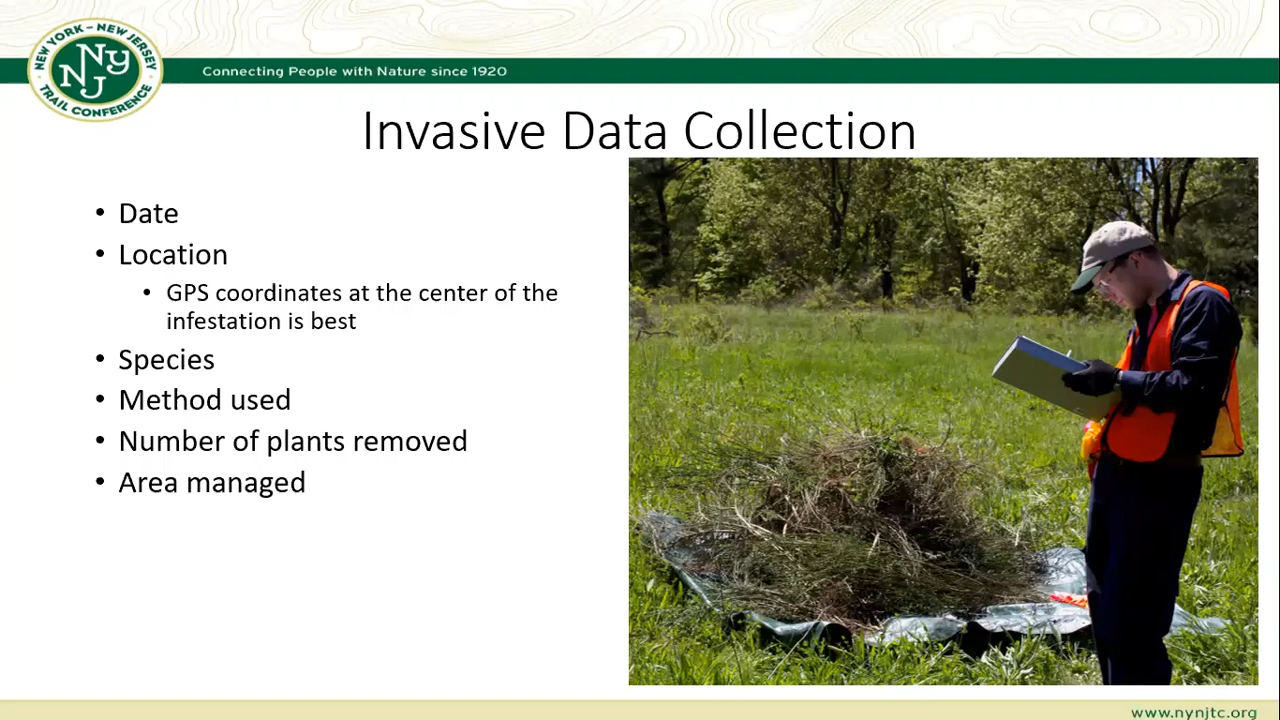 NEW YORK – NEW JERSEY
NY
NJ
TRAIL CONFERENCE
Connecting People with Nature since 1920
Invasive Data Collection
• Date
• Location
• GPS coordinates at the center of the
infestation is best
• Species
• Method used
• Number of plants removed
• Area managed
www.nynjtc.org